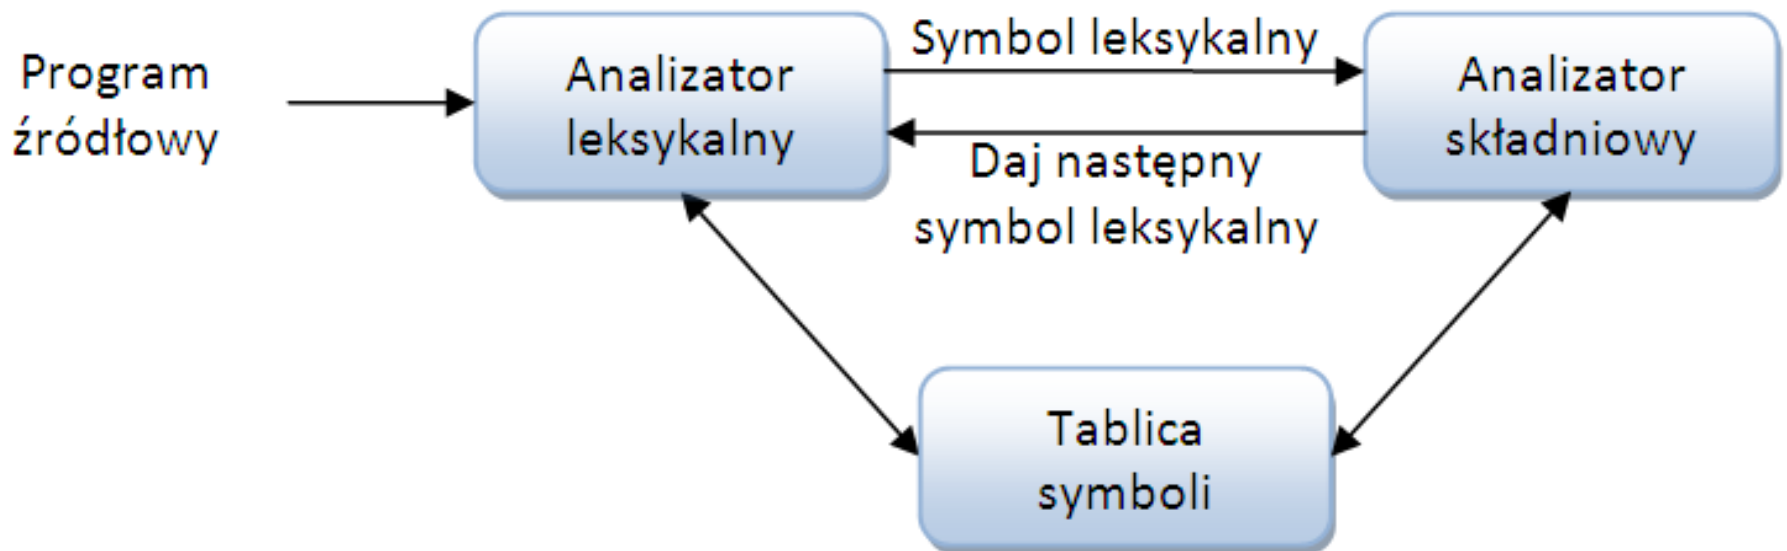 Program
źródłowy
Analizator
leksykalny
Symbol leksykalny
Daj następny
symbol leksykalny
Analizator
składniowy
Tablica
symboli